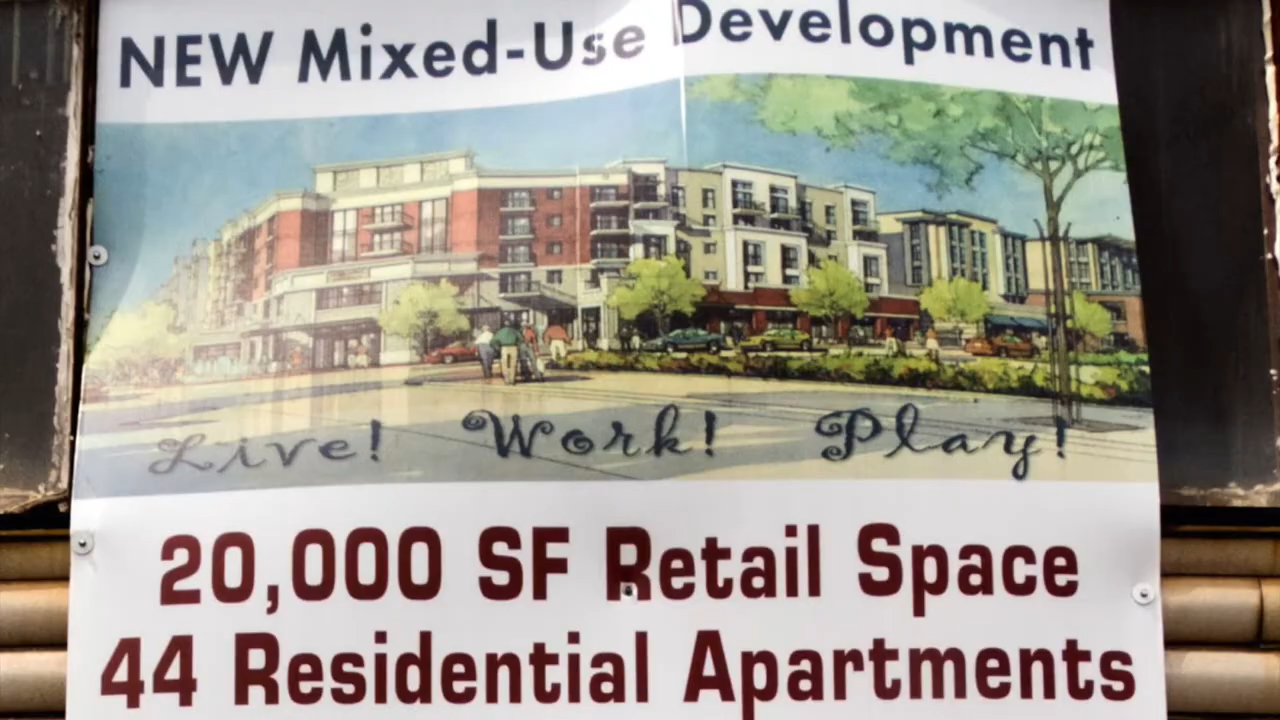 NEW Mixed-Use Development
Live! Work! Play!
20,000 SF Retail Space
44 Residential Apartments